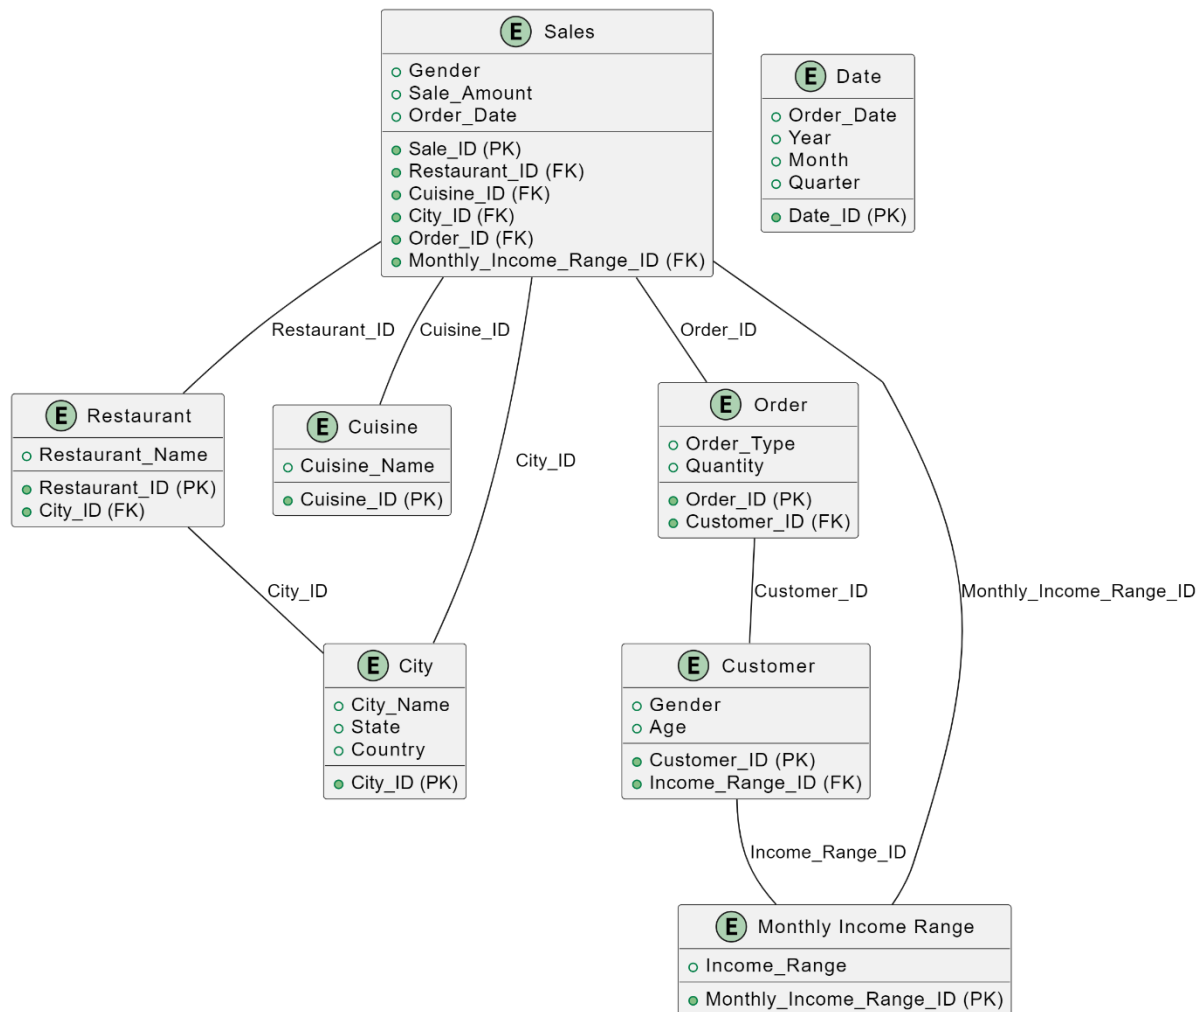 E Sales
Gender
Sale_Amount
Order_Date
Sale_ID (PK)
Restaurant_ID (FK)
Cuisine_ID (FK)
City_ID (FK)
Order_ID (FK)
Monthly_Income_Range_ID (FK)
E Date
Order_Date
Year
Month
Quarter
Date_ID (PK)
Restaurant_ID
Cuisine_ID
City_ID
Order_ID
Monthly_Income_Range_ID
E Restaurant
Restaurant_Name
Restaurant_ID (PK)
City_ID (FK)
E Cuisine
Cuisine_Name
Cuisine_ID (PK)
E Order
Order_Type
Quantity
Order_ID (PK)
Customer_ID (FK)
City_ID
Customer_ID
E City
City_Name
State
Country
City_ID (PK)
E Customer
Gender
Age
Customer_ID (PK)
Income_Range_ID (FK)
Income_Range_ID
E Monthly Income Range
Income_Range
Monthly_Income_Range_ID (PK)